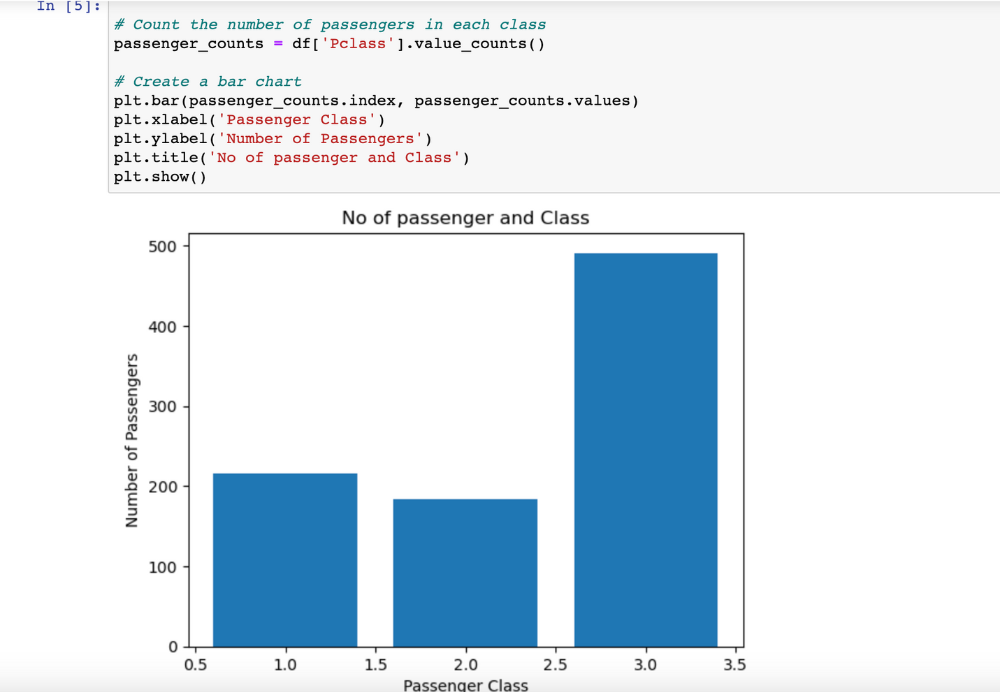 In [5]:
# Count the number of passengers in each class
passenger_counts = df['Pclass'].value_counts()
# Create a bar chart
plt.bar(passenger_counts.index, passenger_counts.values)
plt.xlabel('Passenger Class')
plt.ylabel('Number of Passengers')
plt.title('No of passenger and Class')
plt.show()
No of passenger and Class
Number of Passengers
500
400
300
200
100
0
0.5 1.0 1.5 2.0 2.5 3.0 3.5
Passenger Class